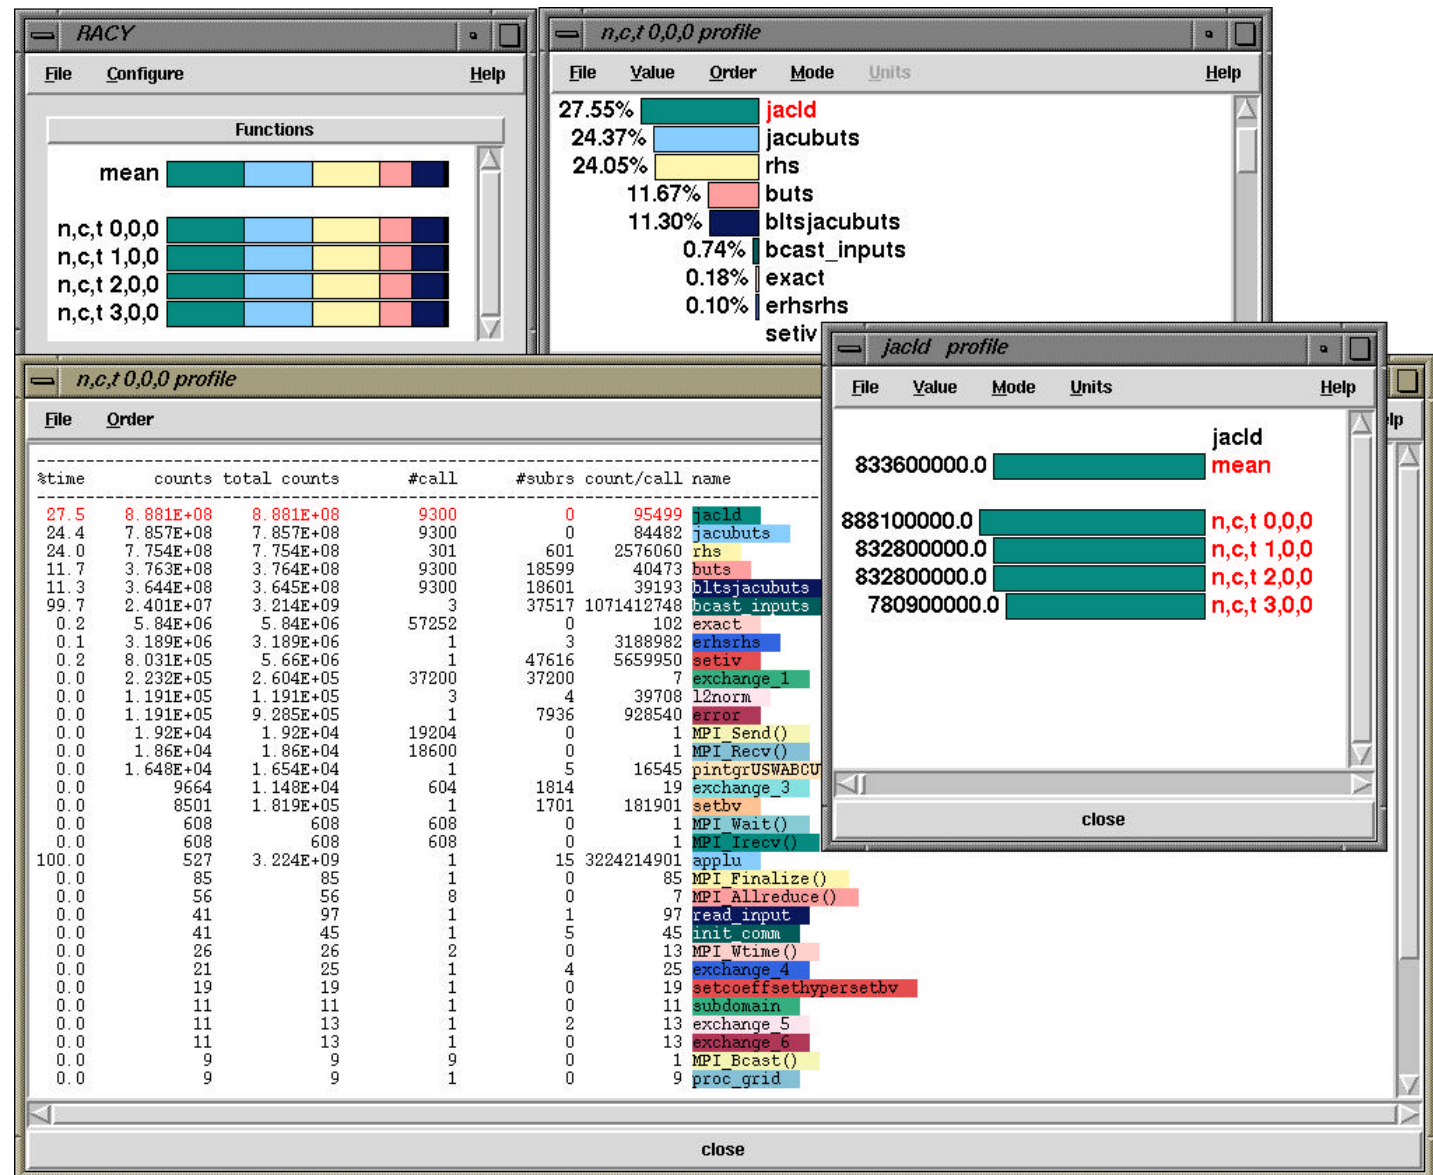 RACY
File Configure Help
Functions
mean
n,c,t 0,0,0
n,c,t 1,0,0
n,c,t 2,0,0
n,c,t 3,0,0
n,c,t 0,0,0 profile
File Value Order Mode Units Help
27.55% jacld
24.37% jacubuts
24.05% rhs
11.67% buts
11.30% bltsjacubuts
0.74% bcast_inputs
0.18% exact
0.10% erhsrhs
setiv
jacld profile
File Value Mode Units Help
jacld
833600000.0 mean
888100000.0 n,c,t 0,0,0
832800000.0 n,c,t 1,0,0
832800000.0 n,c,t 2,0,0
780900000.0 n,c,t 3,0,0
close
n,c,t 0,0,0 profile
File Order lp
%time counts total counts #call #subrs count/call name
27.5 8.881E+08 8.881E+08 9300 0 95499 jacld
24.4 7.857E+08 7.857E+08 9300 0 84482 jacubuts
24.0 7.754E+08 7.754E+08 301 601 2576060 rhs
11.7 3.763E+08 3.764E+08 9300 18599 40473 buts
11.3 3.644E+08 3.645E+08 9300 18601 39193 bltsjacubuts
99.7 2.401E+07 3.214E+09 3 37517 1071412748 bcast_inputs
0.2 5.84E+06 5.84E+06 57252 0 102 exact
0.1 3.189E+06 3.189E+06 1 3 3188982 erhsrhs
0.2 8.031E+05 5.66E+06 1 47616 5659950 setiv
0.0 2.232E+05 2.604E+05 37200 37200 7 exchange_1
0.0 1.191E+05 1.191E+05 3 4 39708 l2norm
0.0 1.191E+05 9.285E+05 1 7936 928540 error
0.0 1.92E+04 1.92E+04 19204 0 1 MPI_Send()
0.0 1.86E+04 1.86E+04 18600 0 1 MPI_Recv()
0.0 1.648E+04 1.654E+04 1 5 16545 pintgrUSWABCU
0.0 9664 1.148E+04 604 1814 19 exchange_3
0.0 8501 1.819E+05 1 1701 181901 setbv
0.0 608 608 608 0 1 MPI_Wait()
0.0 608 608 608 0 1 MPI_Irecv()
100.0 527 3.224E+09 1 15 3224214901 applu
0.0 85 85 1 0 85 MPI_Finalize()
0.0 56 56 8 0 7 MPI_Allreduce()
0.0 41 97 1 1 97 read_input
0.0 41 45 1 5 45 init_comm
0.0 26 26 2 0 13 MPI_Wtime()
0.0 21 25 1 4 25 exchange_4
0.0 19 19 1 0 19 setcoeffsethypersetbv
0.0 11 11 1 0 11 subdomain
0.0 11 13 1 2 13 exchange_5
0.0 11 13 1 0 13 exchange_6
0.0 9 9 9 0 1 MPI_Bcast()
0.0 9 9 1 0 9 proc_grid
close